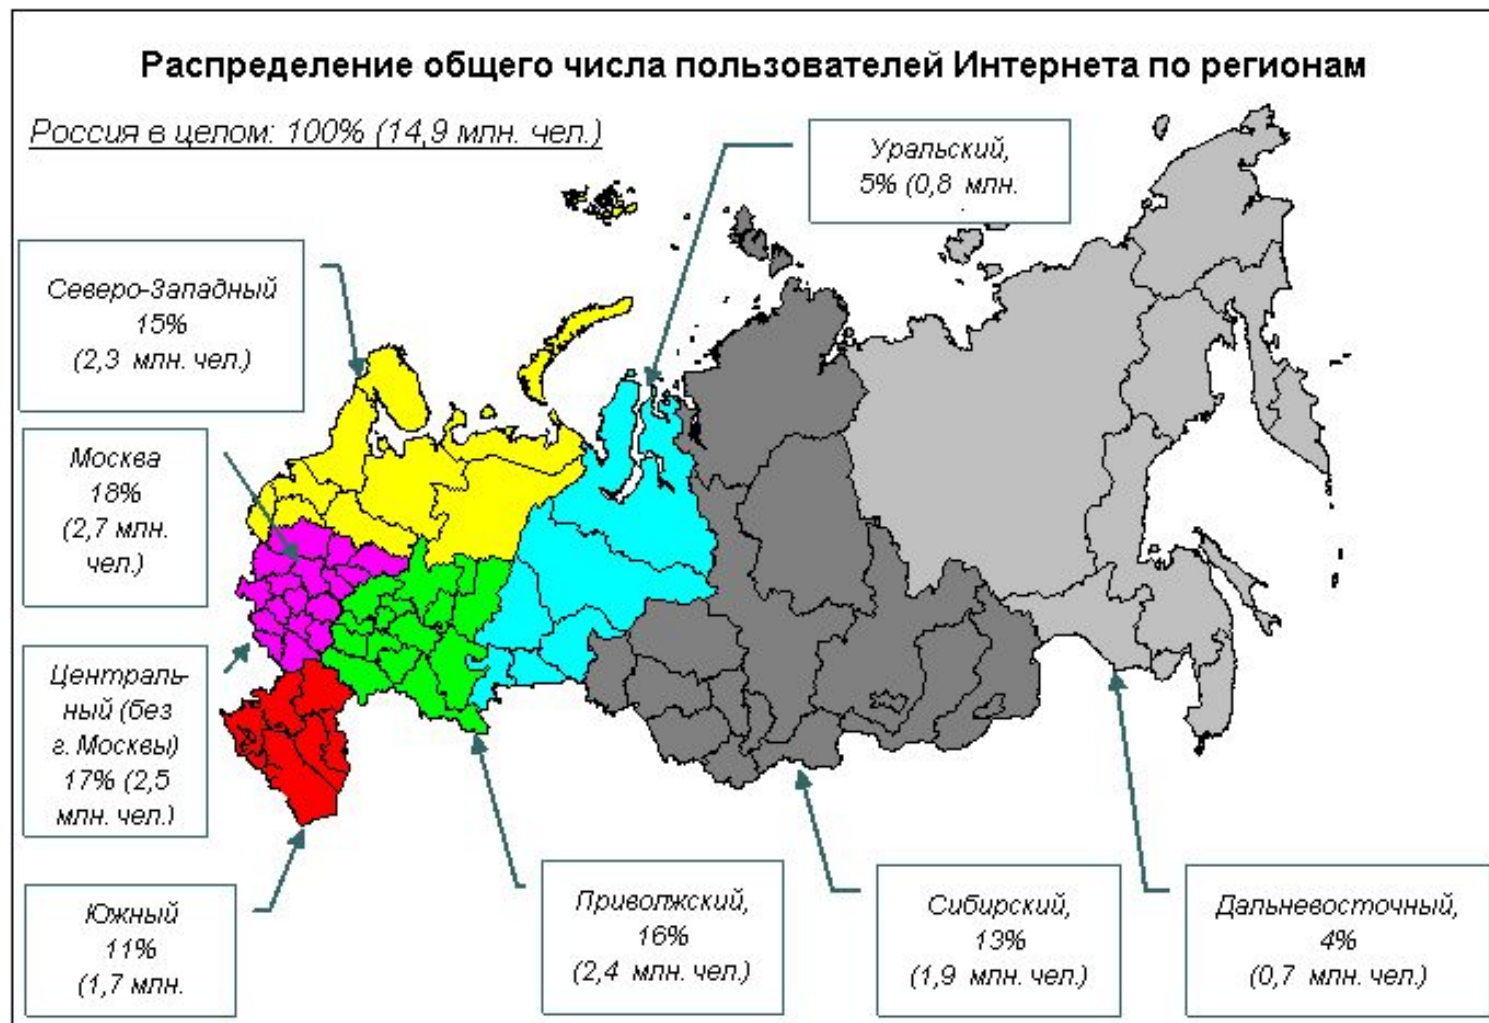 Распределение общего числа пользователей Интернета по регионам
Россия в целом: 100% (14,9 млн. чел.)
Уральский,
5% (0,8 млн.
Северо-Западный
15%
(2,3 млн. чел.)
Москва
18%
(2,7 млн.
чел.)
Централь-
ный (без
г. Москвы)
17% (2,5
млн. чел.)
Южный
11%
(1,7 млн.
Приволжский,
16%
(2,4 млн. чел.)
Сибирский,
13%
(1,9 млн. чел.)
Дальневосточный,
4%
(0,7 млн. чел.)